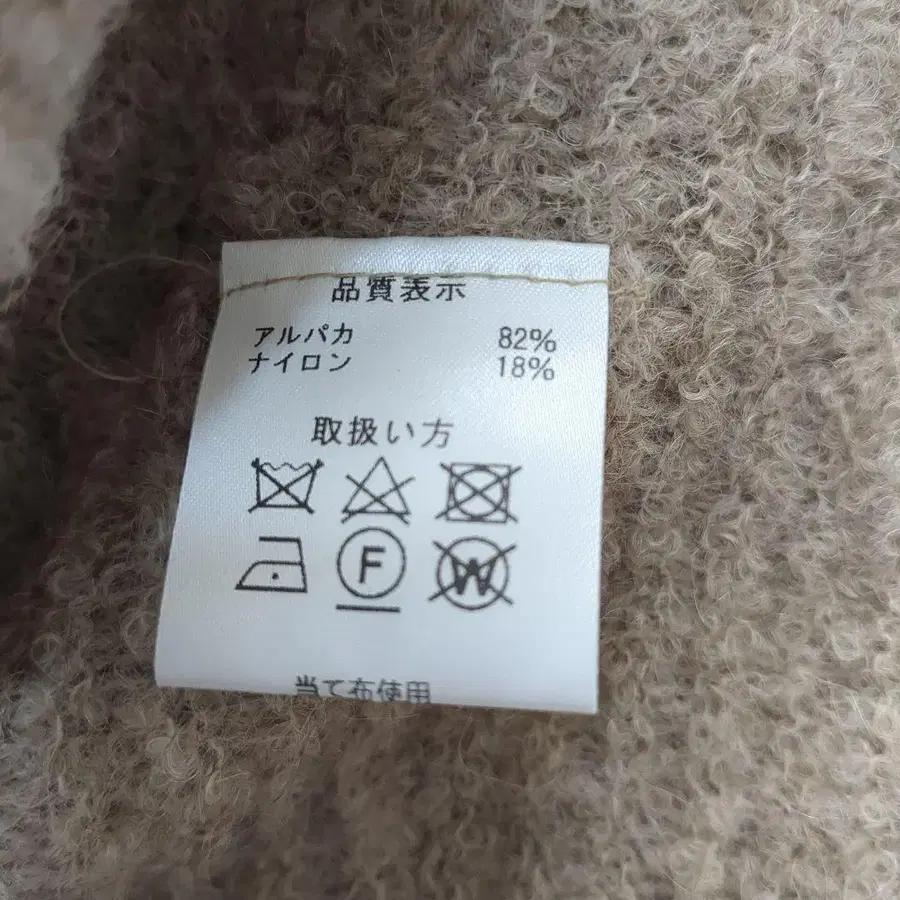 品質表示
アルパカ 82%
ナイロン 18%
取扱い方
F W
当て布使用